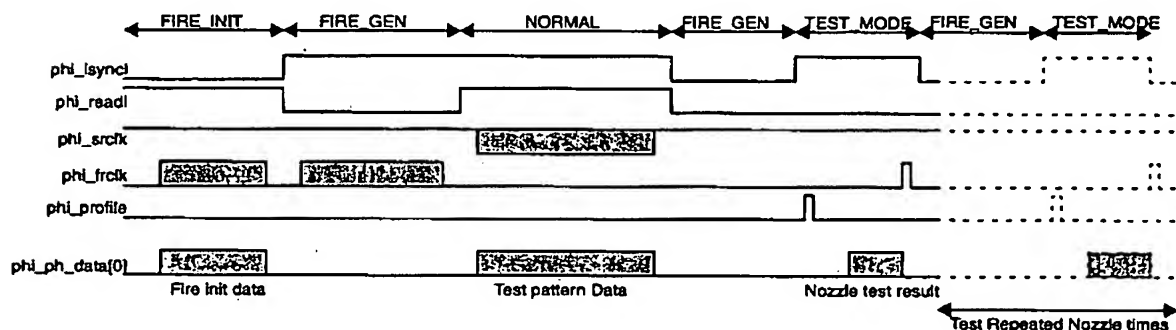 FIRE_INIT FIRE_GEN NORMAL FIRE_GEN TEST_MODE FIRE_GEN TEST_MODE
phi_lsyncl
phi_readl
phi_srclk
phi_frclk
phi_profile
phi_ph_data[0]
Fire init data Test pattern Data Nozzle test result
Test Repeated Nozzle times